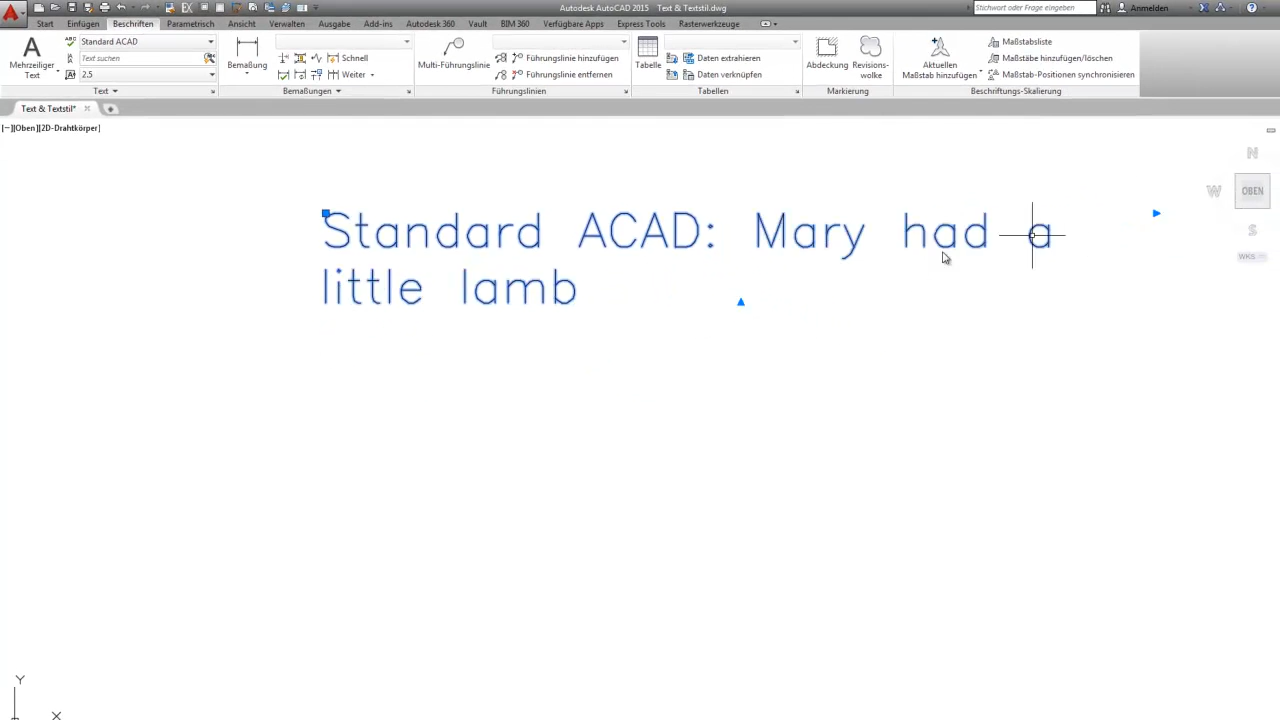 Autodesk AutoCAD 2015 Text & Textstil.dwg
Stichwort oder Frage eingeben
Anmelden
Start Einfügen Beschriften Parametrisch Ansicht Verwalten Ausgabe Add-ins Autodesk 360 Vault BIM 360 Verfügbare Apps Express Tools Rasterwerkzeuge
Mehrzeiliger
Text
Standard ACAD
Text suchen
2.5
Text
Bemaßung
Schnell
Weiter
Bemaßungen
Multi-Führungslinie
Führungslinie hinzufügen
Führungslinie entfernen
Führungslinien
Tabelle
Daten extrahieren
Daten verknüpfen
Tabellen
Abdeckung
Revisions-
wolke
Markierung
Aktuellen
Maßstab hinzufügen
Maßstabsliste
Maßstäbe hinzufügen/löschen
Maßstab-Positionen synchronisieren
Beschriftungs-Skalierung
Text & Textstil*
[−][Oben][2D-Drahtkörper]
N
W
OBEN
S
WKS
Standard ACAD: Mary had a
little lamb
Y
X